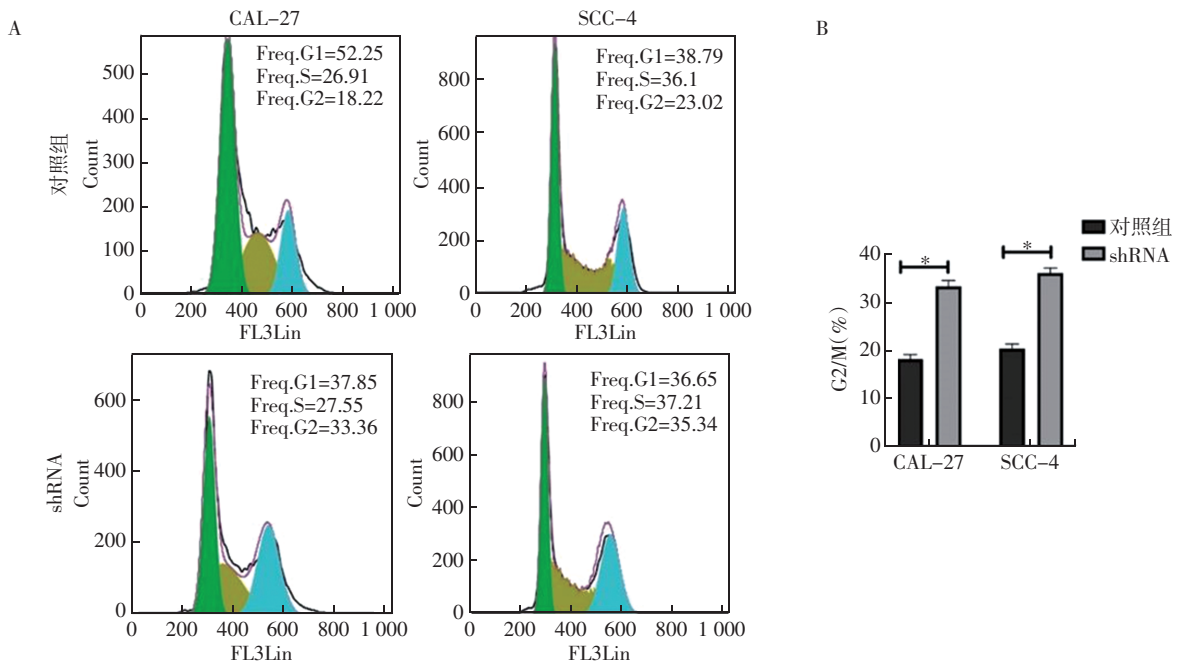 A
CAL-27
SCC-4
B
对照组
Count
500
400
300
200
100
0
Freq.G1=52.25
Freq.S=26.91
Freq.G2=18.22
0 200 400 600 800 1 000
FL3Lin
Count
800
600
400
200
0
Freq.G1=38.79
Freq.S=36.1
Freq.G2=23.02
0 200 400 600 800 1 000
FL3Lin
shRNA
Count
600
400
200
0
Freq.G1=37.85
Freq.S=27.55
Freq.G2=33.36
0 200 400 600 800 1 000
FL3Lin
Count
800
600
400
200
0
Freq.G1=36.65
Freq.S=37.21
Freq.G2=35.34
0 200 400 600 800 1 000
FL3Lin
对照组
shRNA
G2/M(%)
40
30
20
10
0
* *
CAL-27 SCC-4